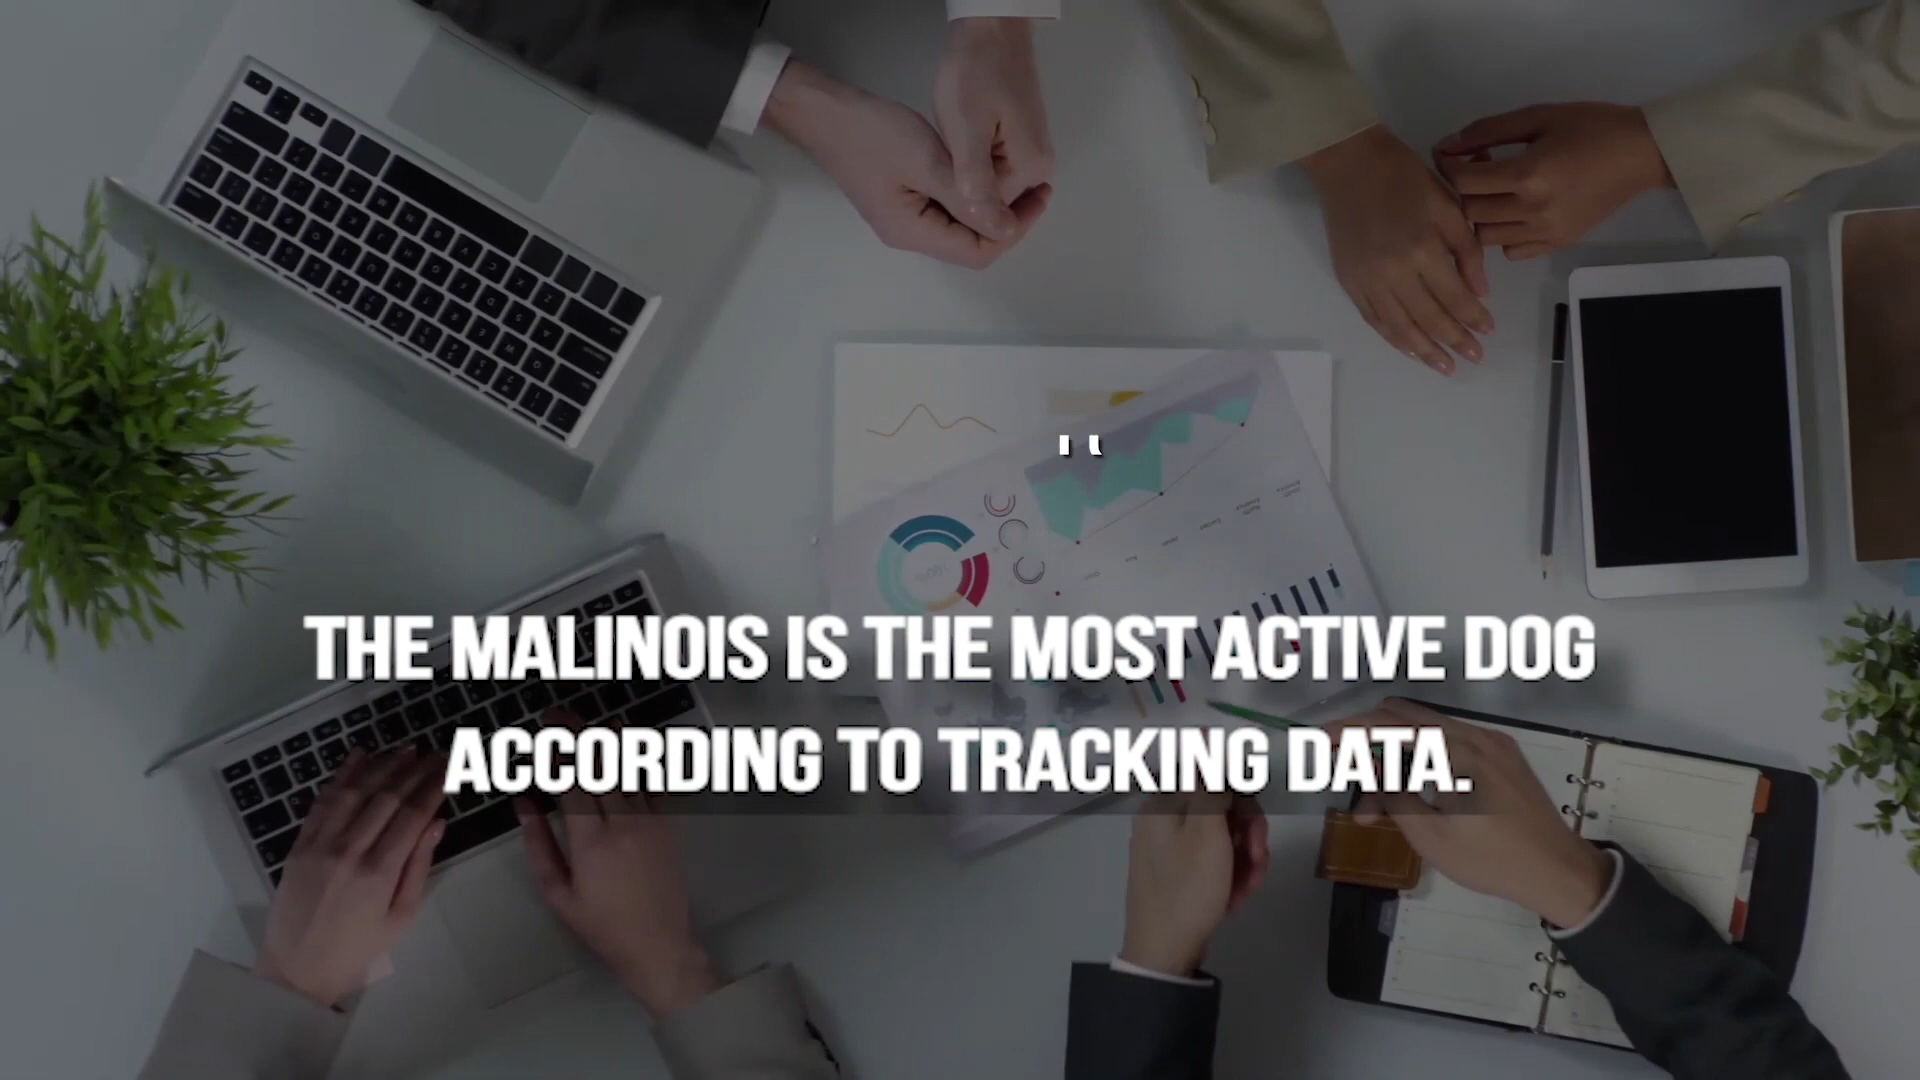 THE MALINOIS IS THE MOST ACTIVE DOG
ACCORDING TO TRACKING DATA.